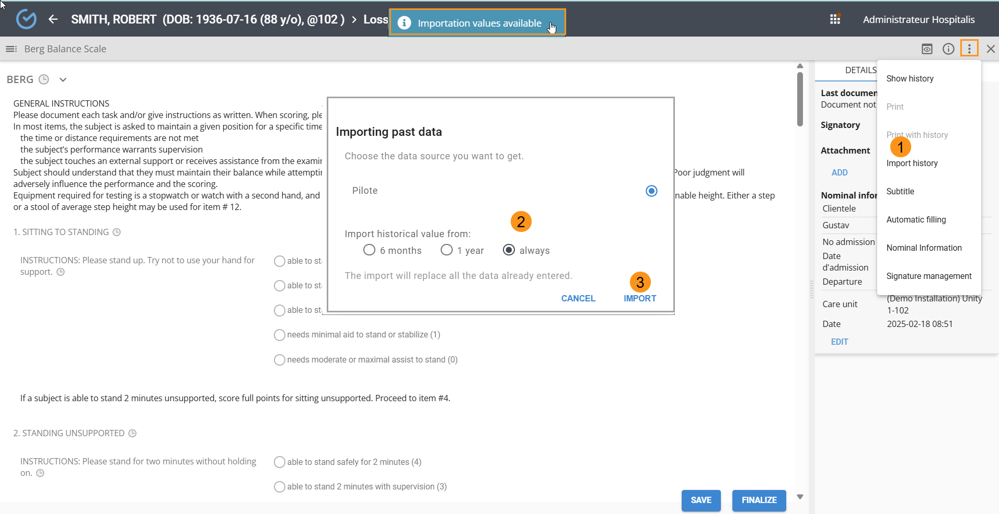 SMITH, ROBERT (DOB: 1936-07-16 (88 y/o), @102 ) > Loss
Importation values available
Administrateur Hospitalis
Berg Balance Scale
BERG
GENERAL INSTRUCTIONS
Please document each task and/or give instructions as written. When scoring, ple
In most items, the subject is asked to maintain a given position for a specific time
the time or distance requirements are not met
the subject's performance warrants supervision
the subject touches an external support or receives assistance from the examin
Subject should understand that they must maintain their balance while attemptin
Poor judgment will
adversely influence the performance and the scoring.
Equipment required for testing is a stopwatch or watch with a second hand, and
nable height. Either a step
or a stool of average step height may be used for item # 12.
1. SITTING TO STANDING
INSTRUCTIONS: Please stand up. Try not to use your hand for
support.
able to sta
able to sta
able to sta
needs minimal aid to stand or stabilize (1)
needs moderate or maximal assist to stand (0)
If a subject is able to stand 2 minutes unsupported, score full points for sitting unsupported. Proceed to item #4.
2. STANDING UNSUPPORTED
INSTRUCTIONS: Please stand for two minutes without holding
on.
able to stand safely for 2 minutes (4)
able to stand 2 minutes with supervision (3)
Importing past data
Choose the data source you want to get.
Pilote
2
Import historical value from:
6 months
1 year
always
The import will replace all the data already entered.
3
CANCEL
IMPORT
SAVE
FINALIZE
DETAILS
Last documen
Document not
Signatory
Attachment
ADD
Nominal infor
Clientele
Gustav
No admission
Date
d'admission
Departure
Care unit
(Demo Installation) Unity
1-102
Date
2025-02-18 08:51
EDIT
Show history
Print
Print with history
1
Import history
Subtitle
Automatic filling
Nominal Information
Signature management